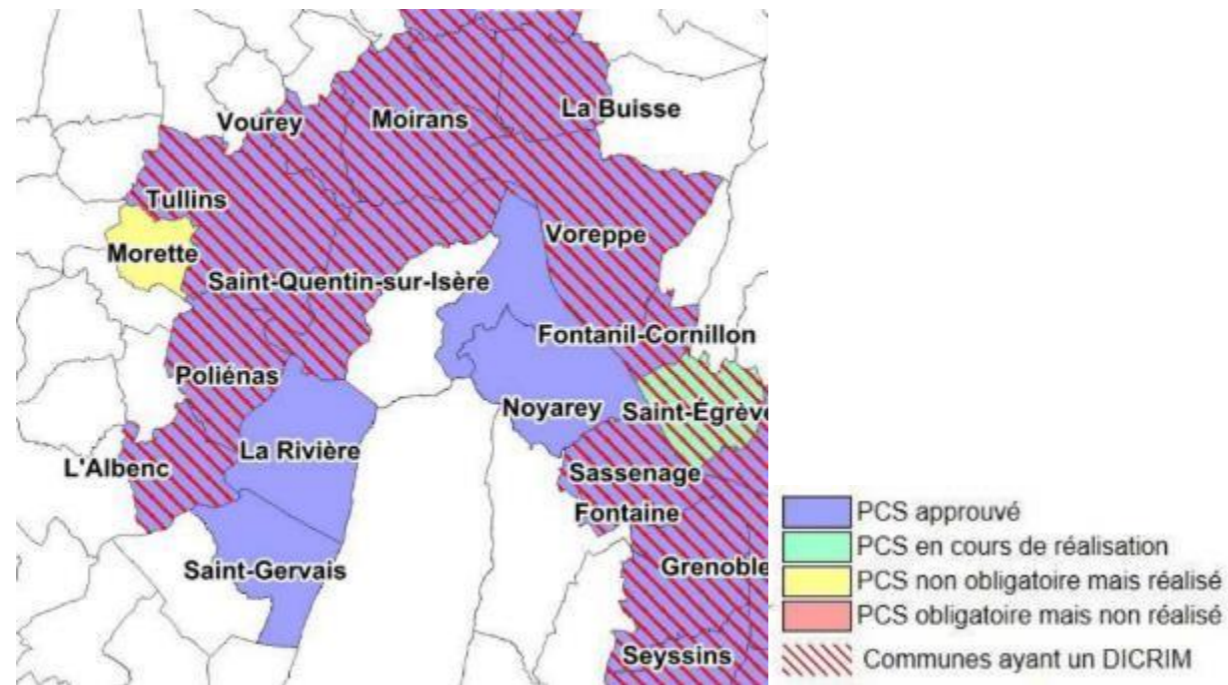 La Buisse
Vourey
Moirans
Tullins
Voreppe
Morette
Saint-Quentin-sur-Isère
Fontanil-Cornillon
Poliénas
Noyarey
Saint-Égrève
La Rivière
L'Albenc
Sassenage
Fontaine
Grenoble
Saint-Gervais
Seyssins
PCS approuvé
PCS en cours de réalisation
PCS non obligatoire mais réalisé
PCS obligatoire mais non réalisé
Communes ayant un DICRIM